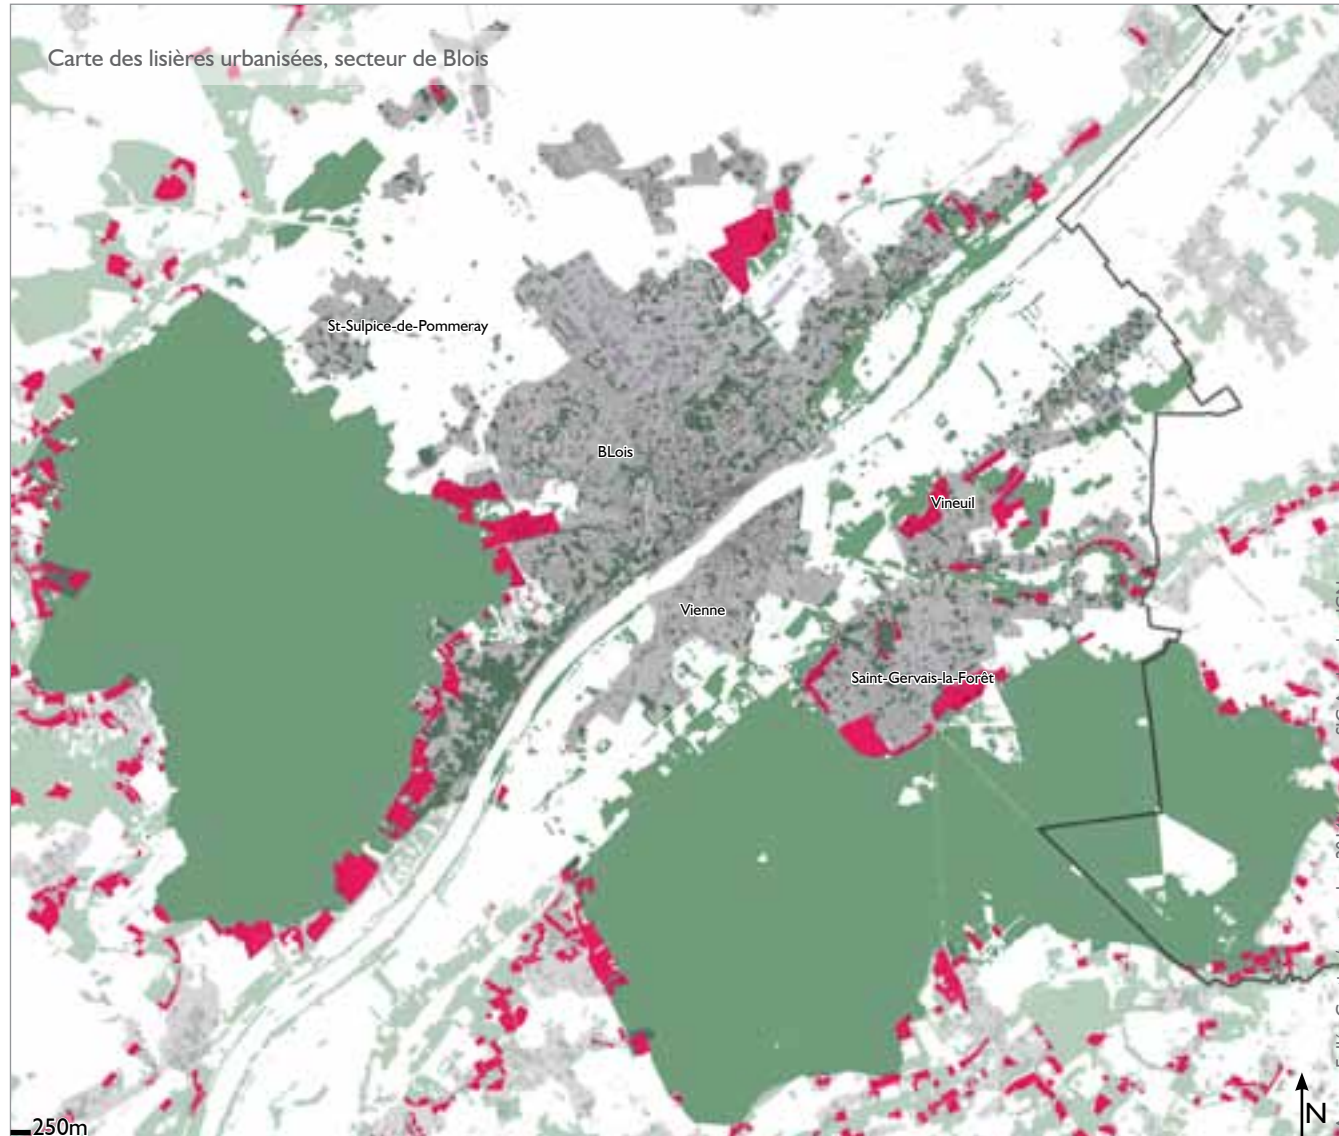 Carte des lisières urbanisées, secteur de Blois
St-Sulpice-de-Pommeray
BLois
Vineuil
Vienne
Saint-Gervais-la-Forêt
250m
N